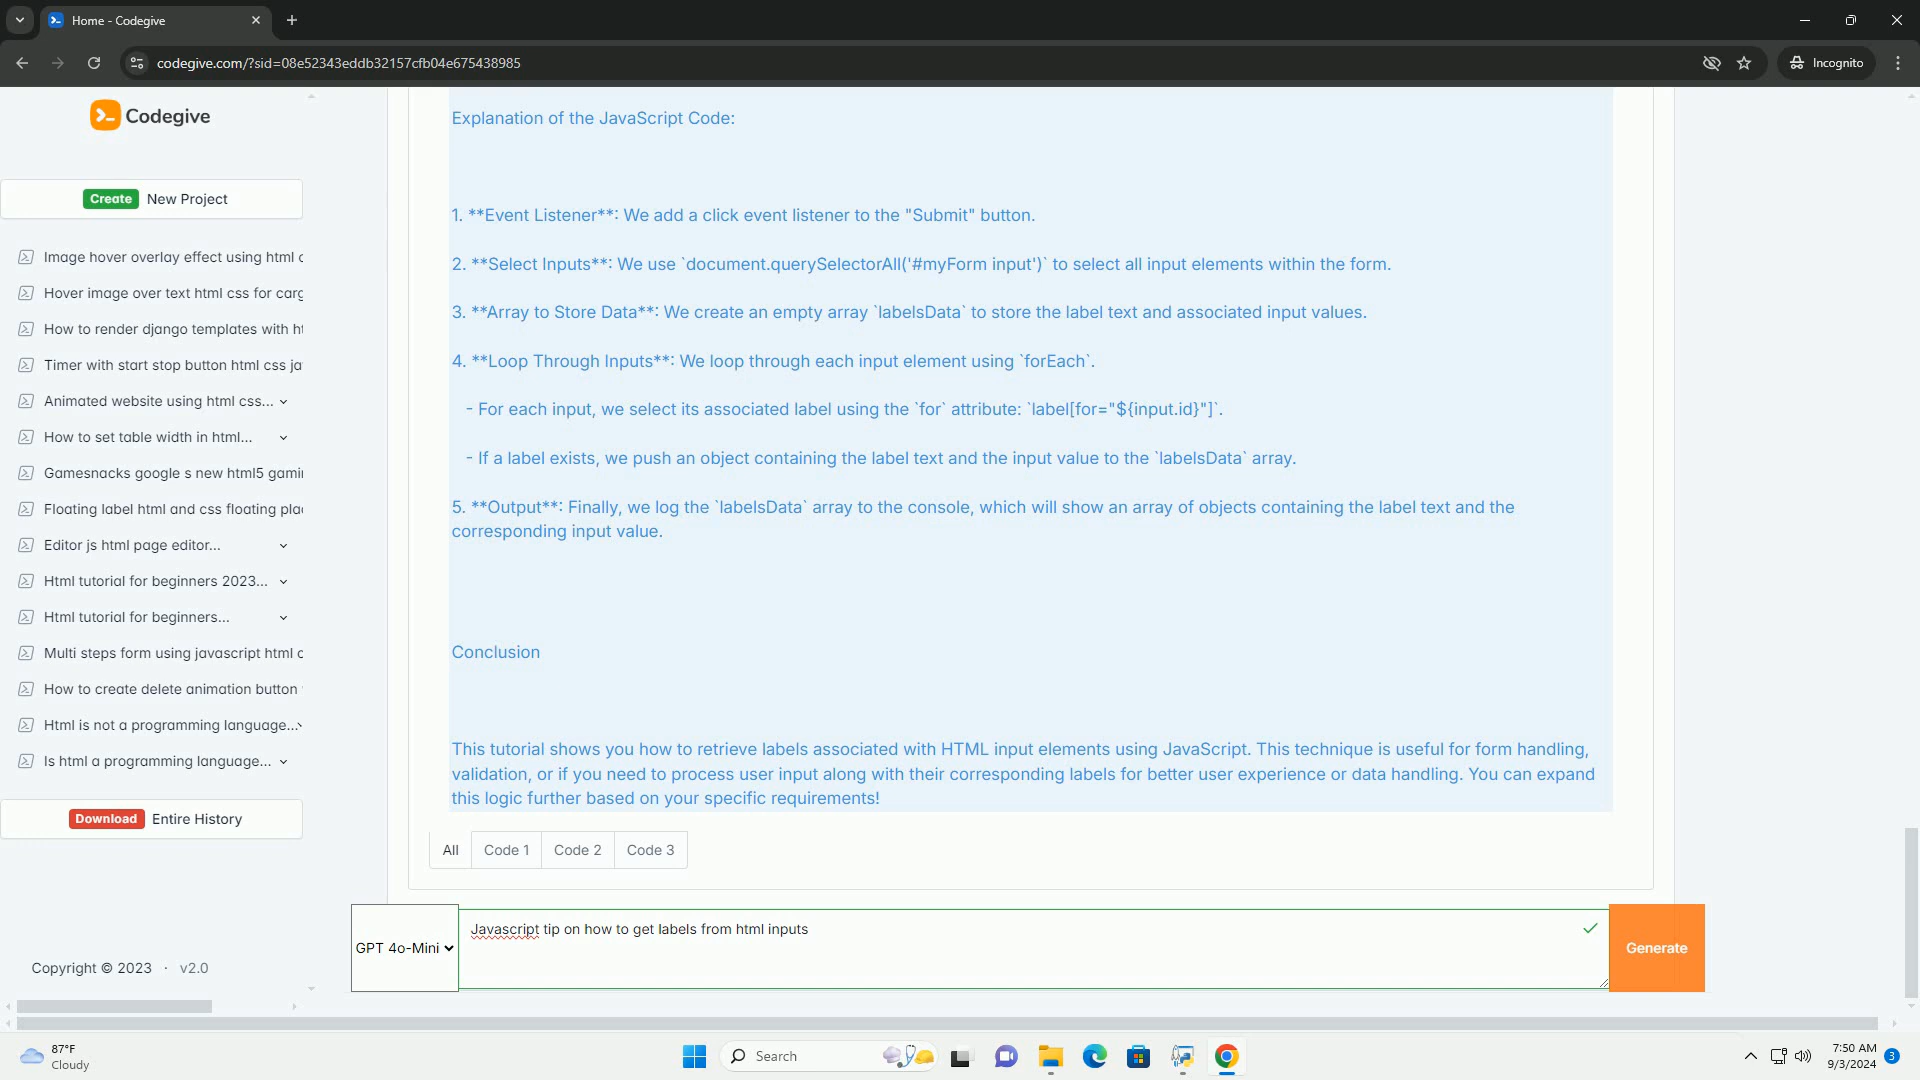 Home - Codegive
codegive.com/?sid=08e52343eddb32157cfb04e675438985
Incognito
Codegive
Create New Project
Image hover overlay effect using html c
Hover image over text html css for carg
How to render django templates with ht
Timer with start stop button html css ja
Animated website using html css...
How to set table width in html...
Gamesnacks google s new html5 gami
Floating label html and css floating pla
Editor js html page editor...
Html tutorial for beginners 2023...
Html tutorial for beginners...
Multi steps form using javascript html c
How to create delete animation button
Html is not a programming language...
Is html a programming language...
Download Entire History
Copyright © 2023 · v2.0
Explanation of the JavaScript Code:
1. **Event Listener**: We add a click event listener to the "Submit" button.
2. **Select Inputs**: We use `document.querySelectorAll('#myForm input')` to select all input elements within the form.
3. **Array to Store Data**: We create an empty array `labelsData` to store the label text and associated input values.
4. **Loop Through Inputs**: We loop through each input element using `forEach`.
- For each input, we select its associated label using the `for` attribute: `label[for="${input.id}"]`.
- If a label exists, we push an object containing the label text and the input value to the `labelsData` array.
5. **Output**: Finally, we log the `labelsData` array to the console, which will show an array of objects containing the label text and the
corresponding input value.
Conclusion
This tutorial shows you how to retrieve labels associated with HTML input elements using JavaScript. This technique is useful for form handling,
validation, or if you need to process user input along with their corresponding labels for better user experience or data handling. You can expand
this logic further based on your specific requirements!
All Code 1 Code 2 Code 3
GPT 4o-Mini
Javascript tip on how to get labels from html inputs
Generate
87°F
Cloudy
Search
7:50 AM
9/3/2024
3